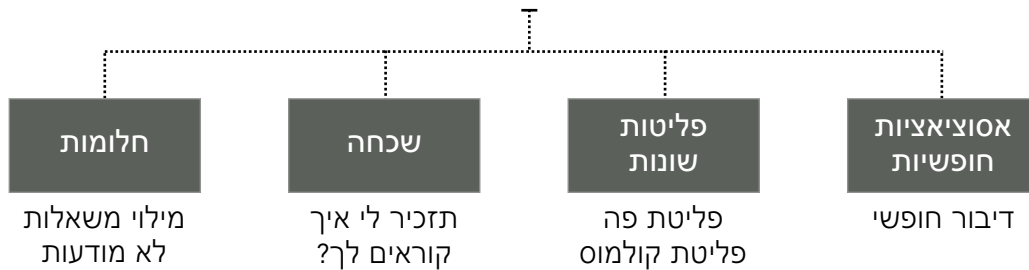 אסוציאציות
חופשיות
דיבור חופשי
פליטות
שונות
פליטת פה
פליטת קולמוס
שכחה
תזכיר לי איך
קוראים לך?
חלומות
מילוי משאלות
לא מודעות